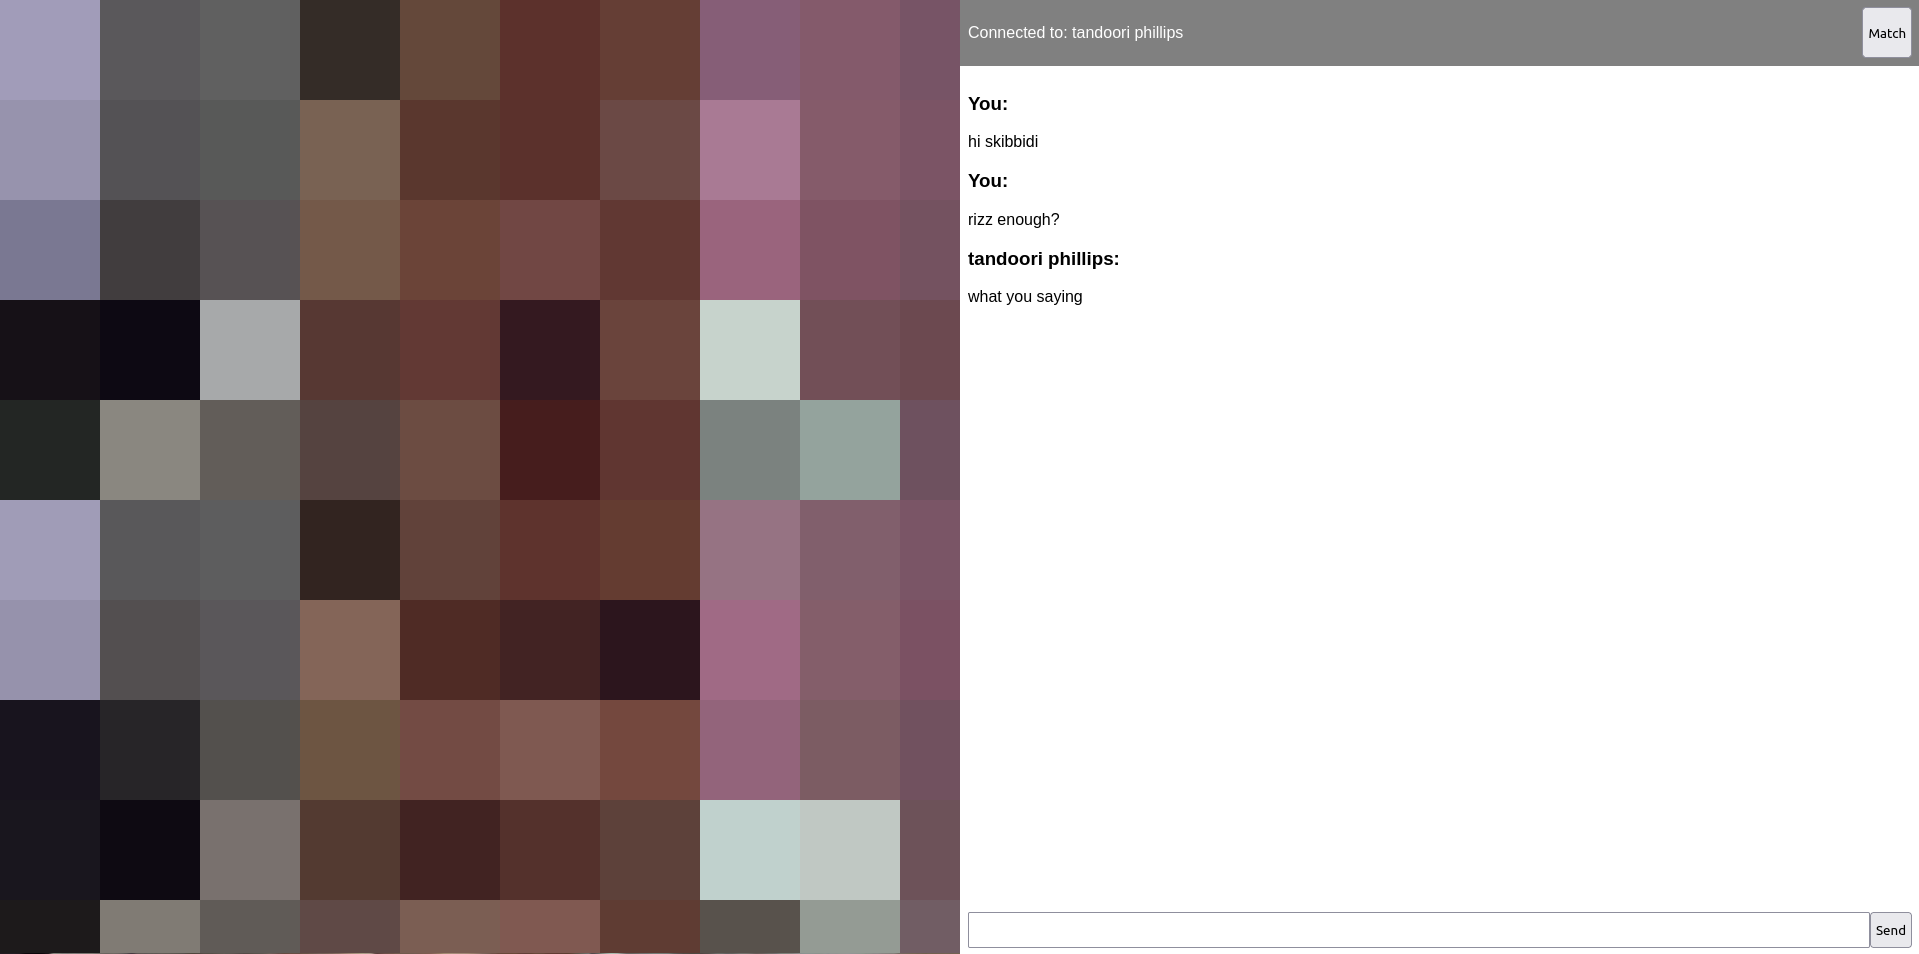 Connected to: tandoori phillips
Match
You:
hi skibbidi
You:
rizz enough?
tandoori phillips:
what you saying
Send